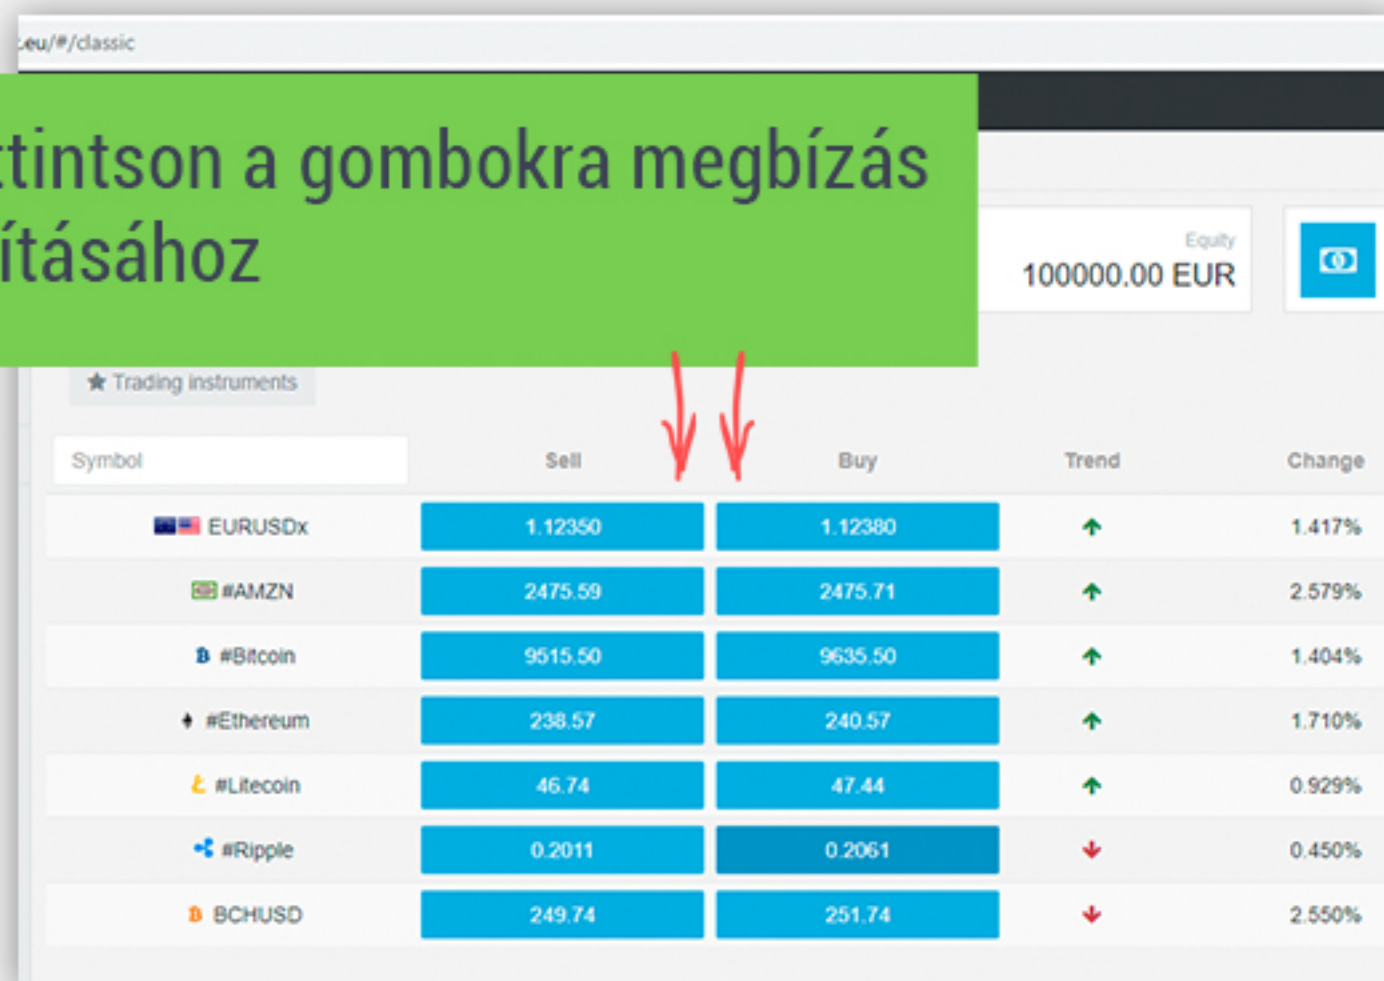 .eu/#/classic
ttintson a gombokra megbízás
ításához
Equity
100000.00 EUR
Trading instruments
Symbol Sell Buy Trend Change
EURUSDx 1.12350 1.12380 1.417%
#AMZN 2475.59 2475.71 2.579%
#Bitcoin 9515.50 9635.50 1.404%
#Ethereum 238.57 240.57 1.710%
#Litecoin 46.74 47.44 0.929%
#Ripple 0.2011 0.2061 0.450%
BCHUSD 249.74 251.74 2.550%